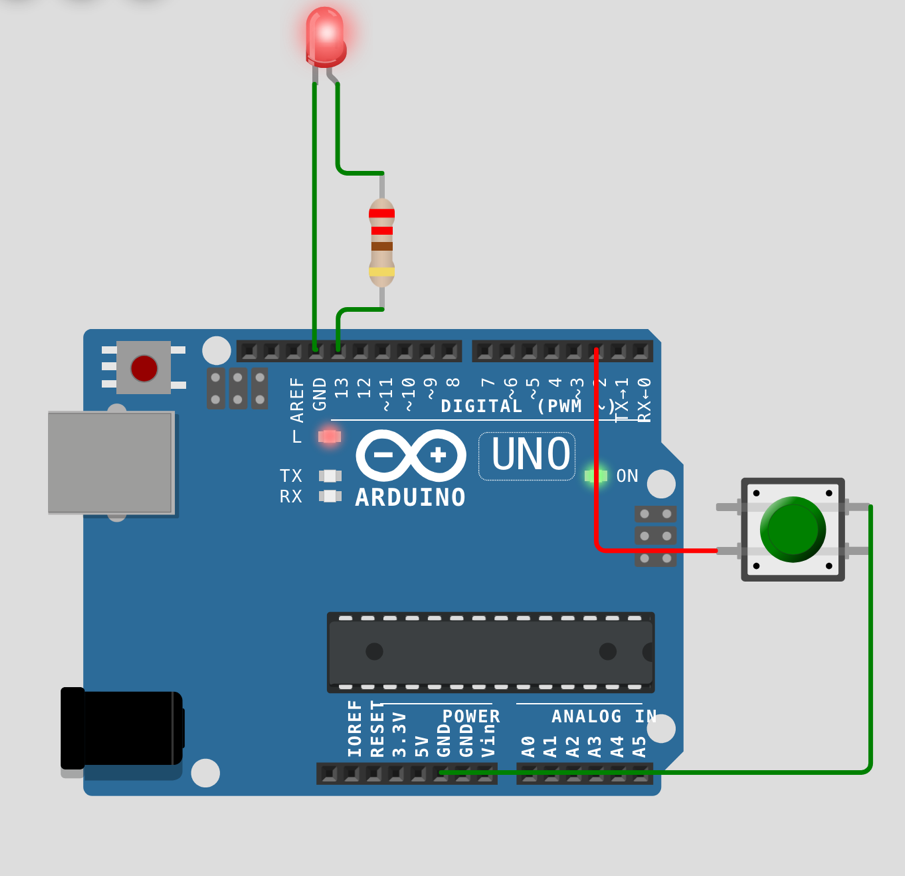 AREF
GND
13
12
~11
~10
~9
8
7
~6
~5
4
~3
2
TX→1
RX←0
DIGITAL (PWM ~)
L
TX
RX
ARDUINO
UNO
ON
IOREF
RESET
3.3V
5V
GND
GND
Vin
POWER
ANALOG IN
A0
A1
A2
A3
A4
A5